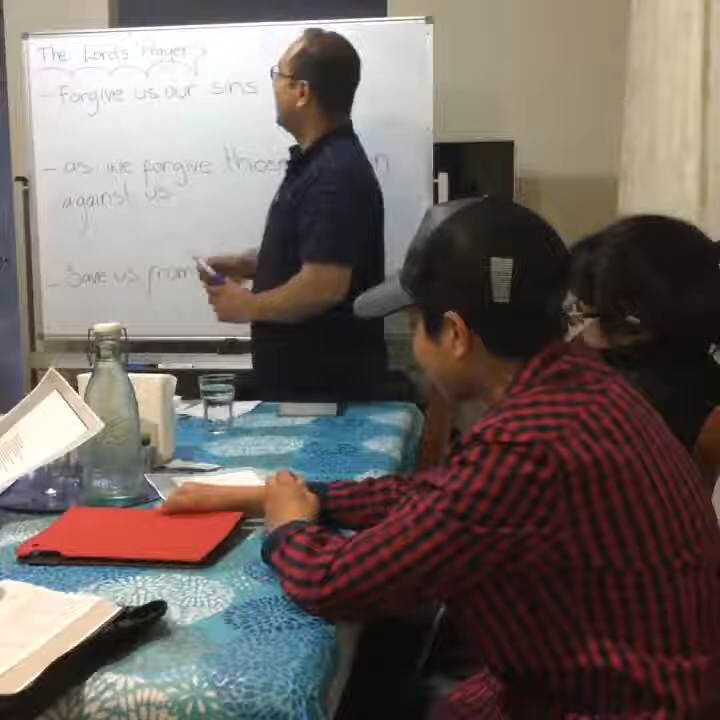 The Lord's Prayer
- Forgive us our sins
- as we forgive those
against us
- Save us from